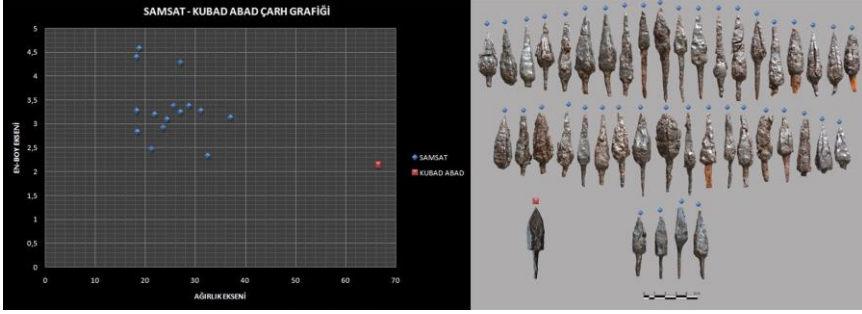 SAMSAT - KUBAD ABAD ÇARH GRAFİĞİ
EN-BOY EKSENİ
5
4,5
4
3,5
3
2,5
2
1,5
1
0,5
0
0 10 20 30 40 50 60 70
AĞIRLIK EKSENİ
SAMSAT
KUBAD ABAD